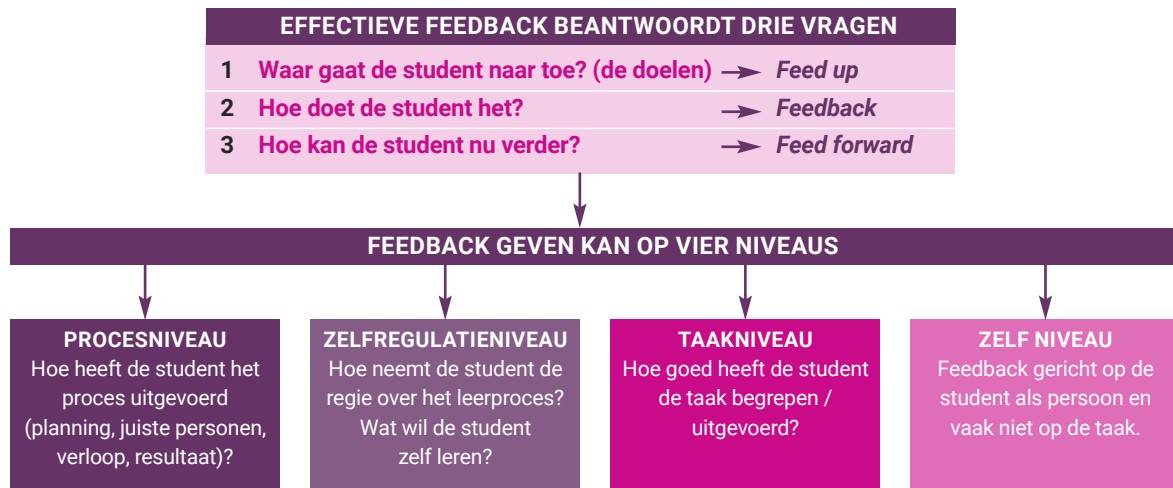 EFFECTIEVE FEEDBACK BEANTWOORDT DRIE VRAGEN
1 Waar gaat de student naar toe? (de doelen) Feed up
2 Hoe doet de student het? Feedback
3 Hoe kan de student nu verder? Feed forward
FEEDBACK GEVEN KAN OP VIER NIVEAUS
PROCESNIVEAU
Hoe heeft de student het
proces uitgevoerd
(planning, juiste personen,
verloop, resultaat)?
ZELFREGULATIENIVEAU
Hoe neemt de student de
regie over het leerproces?
Wat wil de student
zelf leren?
TAAKNIVEAU
Hoe goed heeft de student
de taak begrepen /
uitgevoerd?
ZELF NIVEAU
Feedback gericht op de
student als persoon en
vaak niet op de taak.